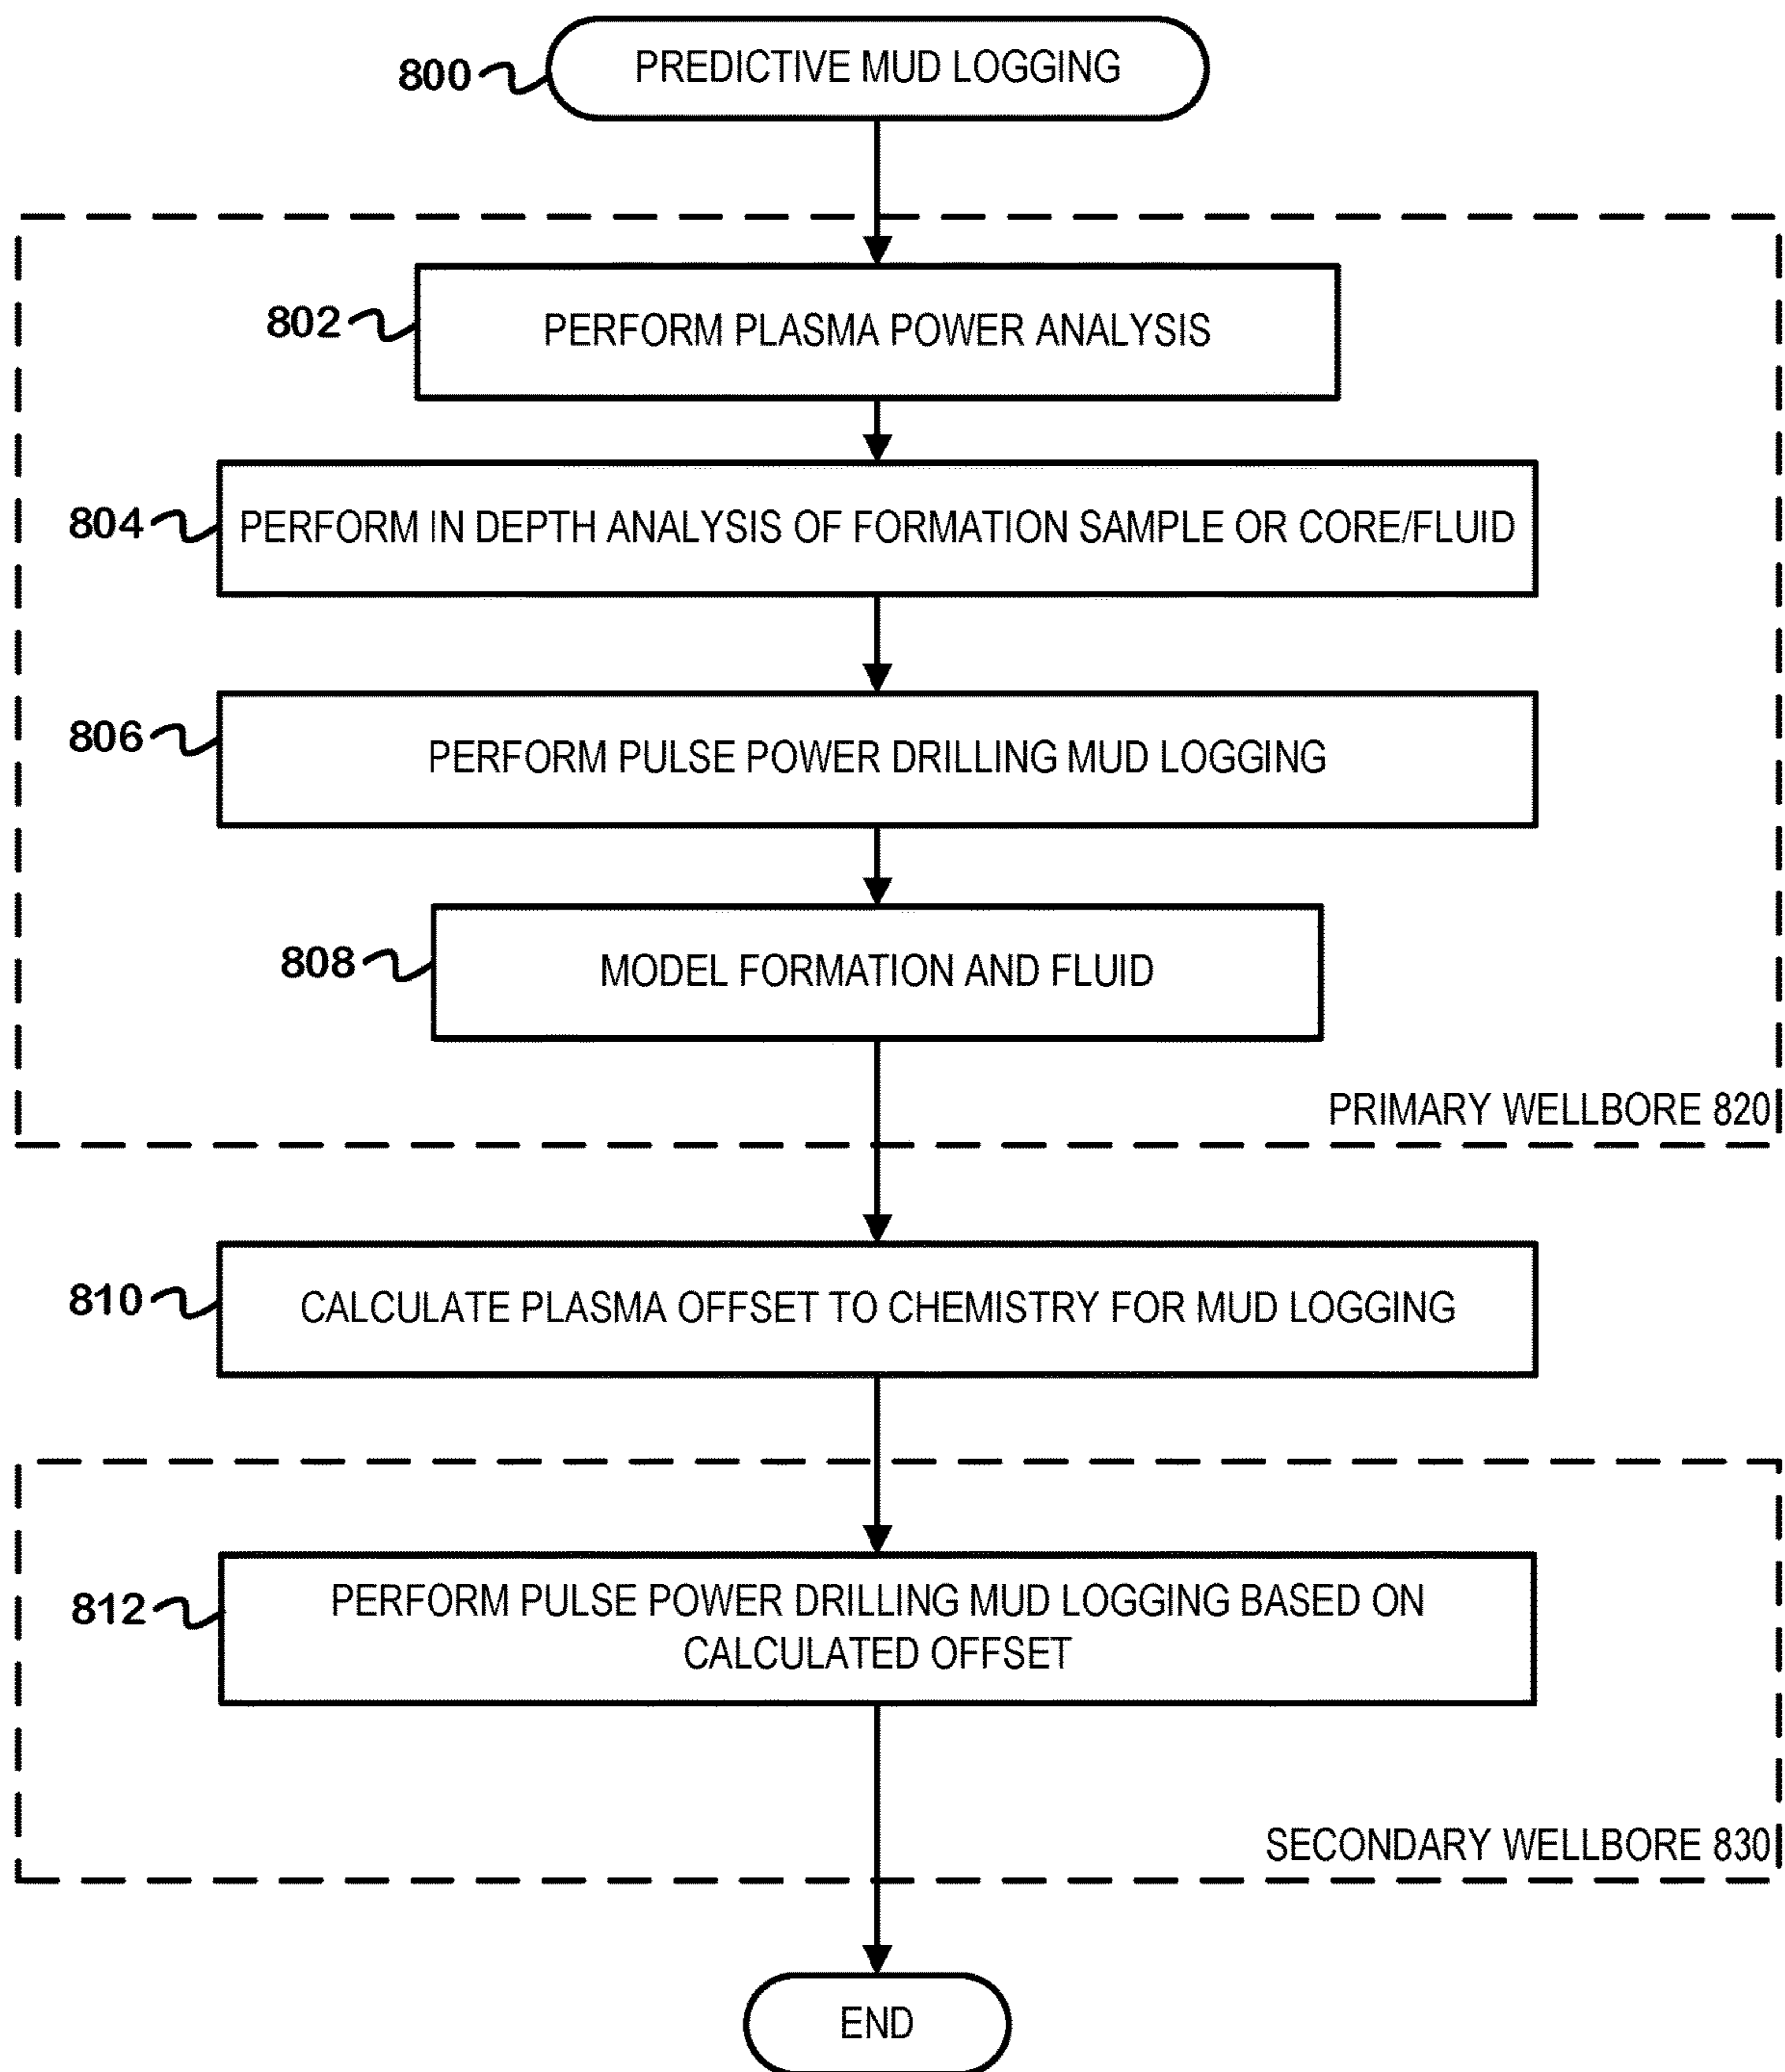 800
PREDICTIVE MUD LOGGING
802
PERFORM PLASMA POWER ANALYSIS
804
PERFORM IN DEPTH ANALYSIS OF FORMATION SAMPLE OR CORE/FLUID
806
PERFORM PULSE POWER DRILLING MUD LOGGING
808
MODEL FORMATION AND FLUID
PRIMARY WELLBORE 820
810
CALCULATE PLASMA OFFSET TO CHEMISTRY FOR MUD LOGGING
812
PERFORM PULSE POWER DRILLING MUD LOGGING BASED ON
CALCULATED OFFSET
SECONDARY WELLBORE 830
END